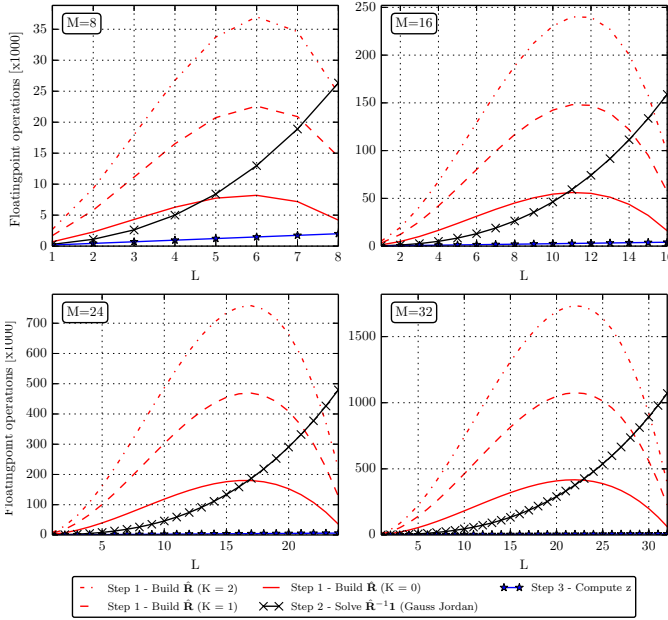 M=8
Floatingpoint operations [x1000]
35
30
25
20
15
10
5
0
1 2 3 4 5 6 7 8
L
M=16
250
200
150
100
50
0
2 4 6 8 10 12 14 16
L
M=24
Floatingpoint operations [x1000]
700
600
500
400
300
200
100
0
5 10 15 20
L
M=32
1500
1000
500
0
5 10 15 20 25 30
L
Step 1 - Build R̂ (K = 2)
Step 1 - Build R̂ (K = 1)
Step 1 - Build R̂ (K = 0)
Step 2 - Solve R̂⁻¹1 (Gauss Jordan)
Step 3 - Compute z